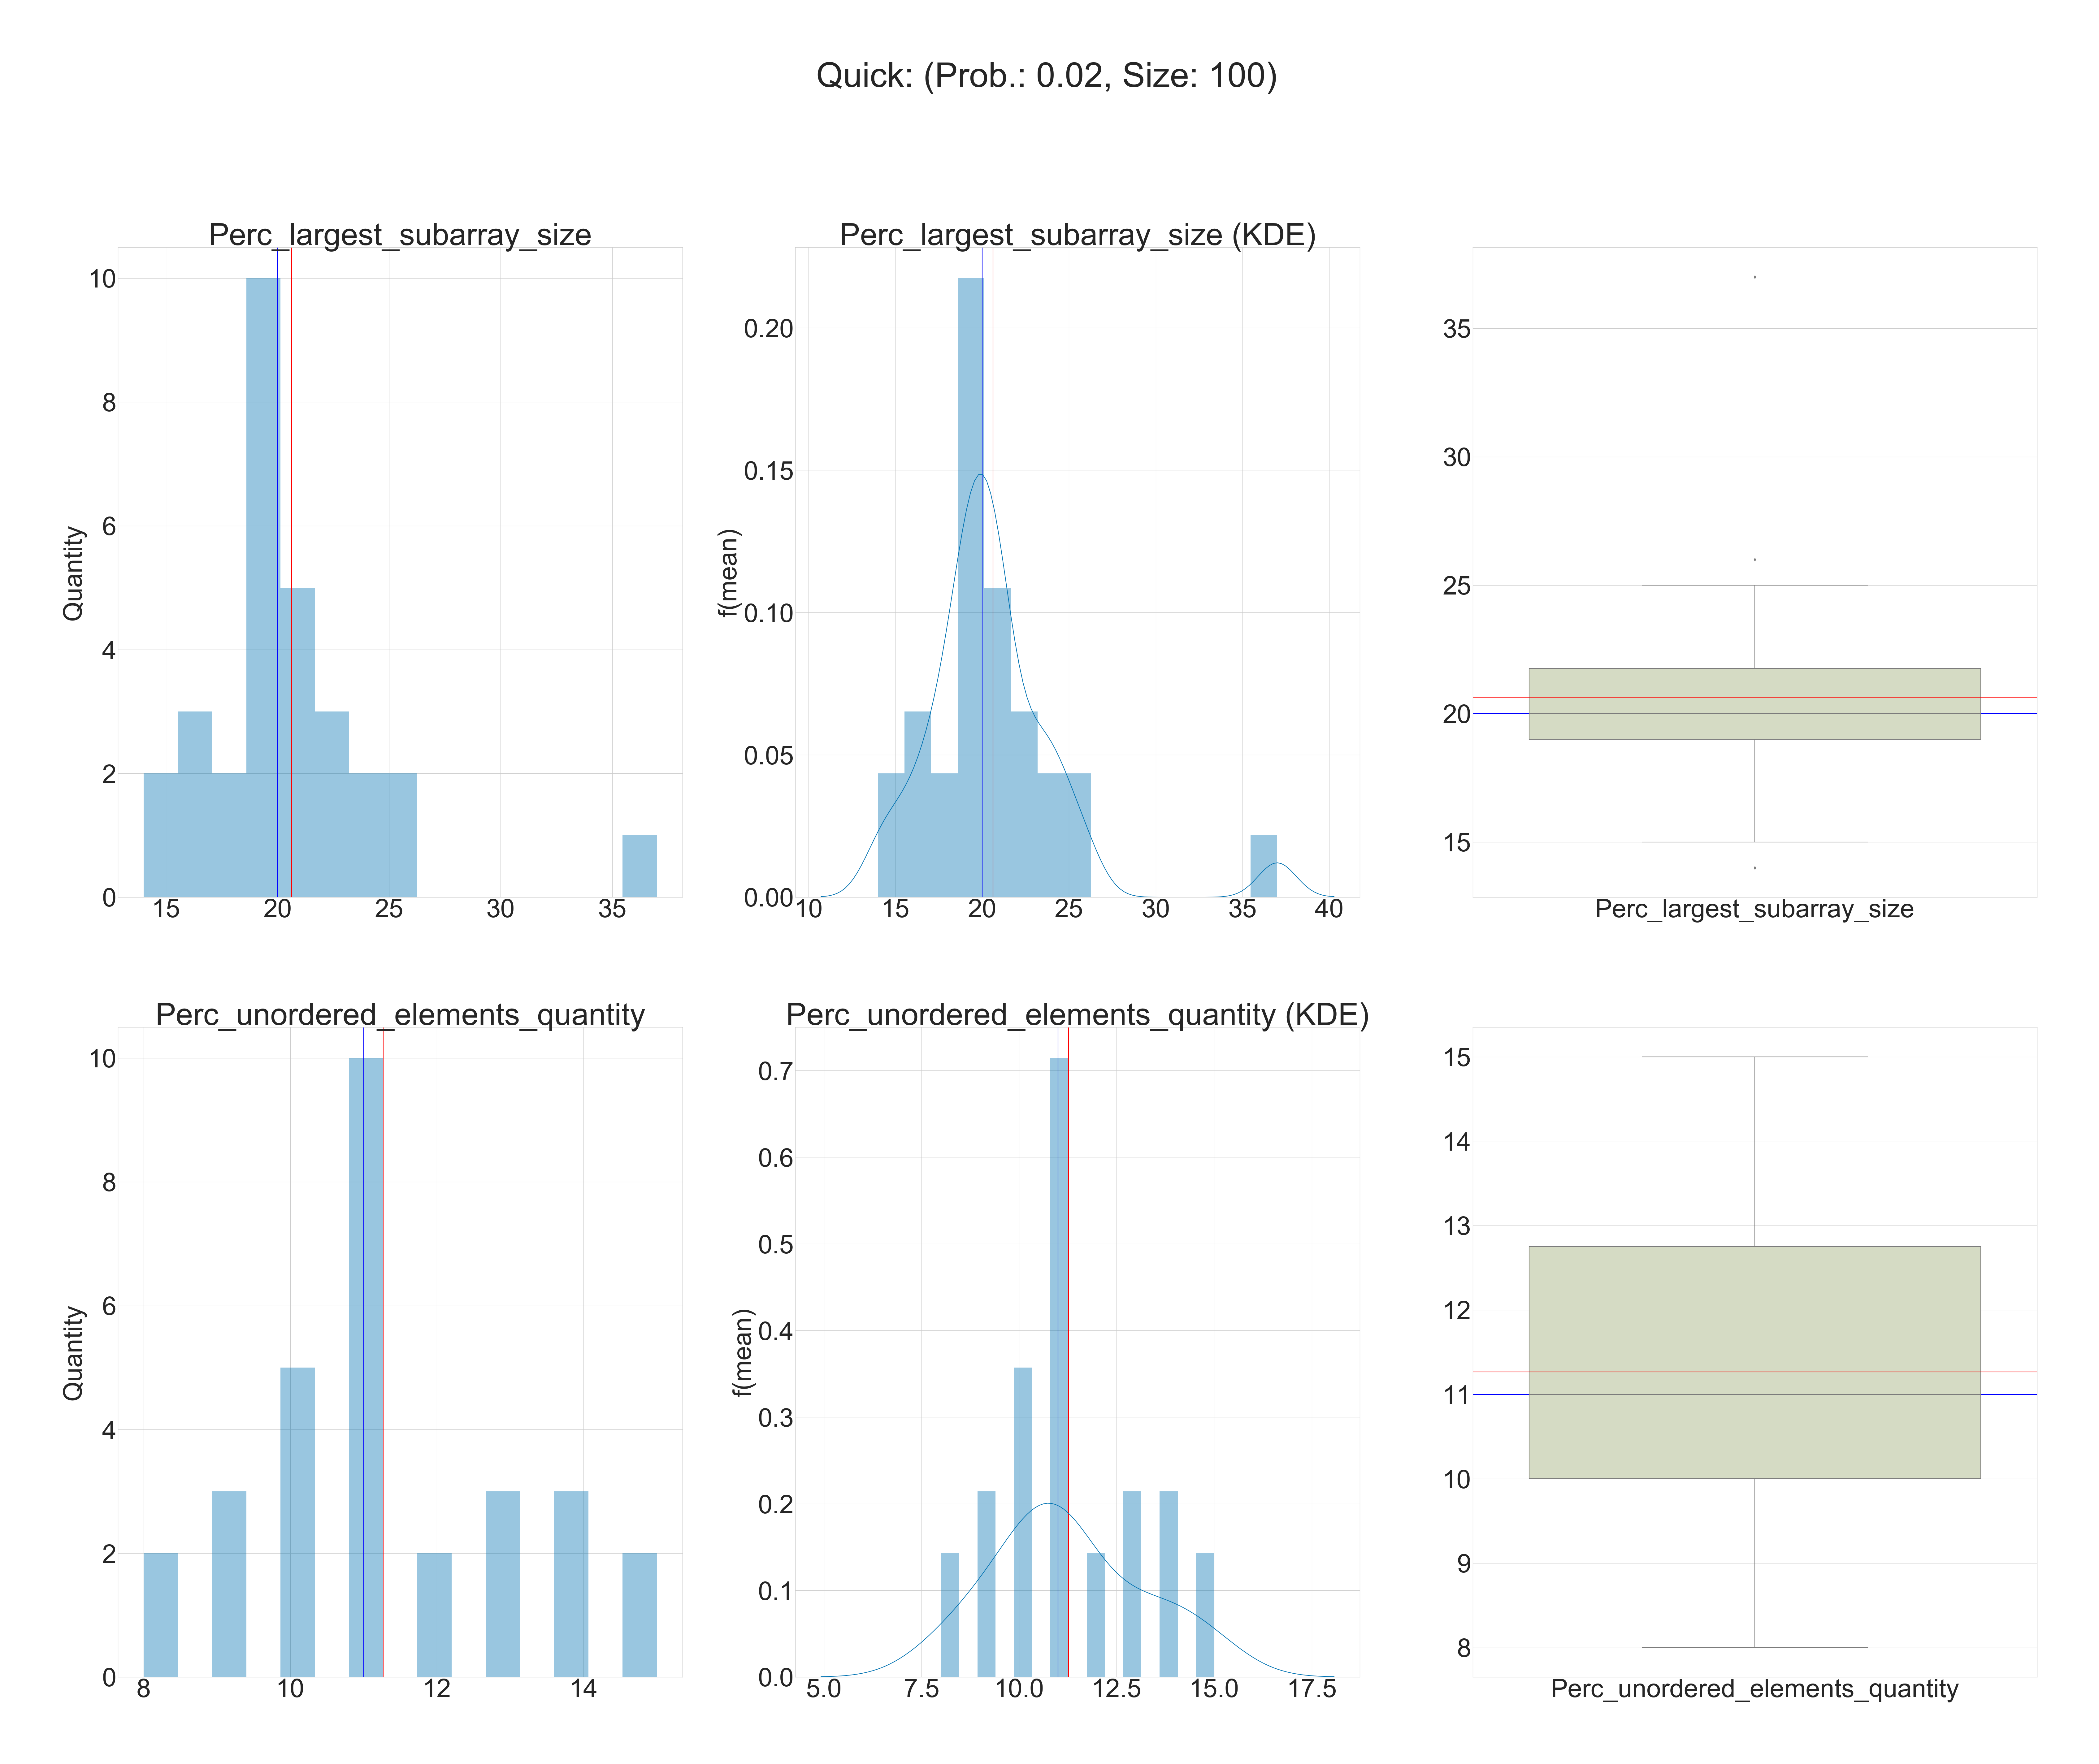 Quick: (Prob.: 0.02, Size: 100)
Perc_largest_subarray_size
Quantity
10
8
6
4
2
0
15 20 25 30 35
Perc_largest_subarray_size (KDE)
f(mean)
0.20
0.15
0.10
0.05
0.00
10 15 20 25 30 35 40
35
30
25
20
15
Perc_largest_subarray_size
Perc_unordered_elements_quantity
Quantity
10
8
6
4
2
0
8 10 12 14
Perc_unordered_elements_quantity (KDE)
f(mean)
0.7
0.6
0.5
0.4
0.3
0.2
0.1
0.0
5.0 7.5 10.0 12.5 15.0 17.5
15
14
13
12
11
10
9
8
Perc_unordered_elements_quantity